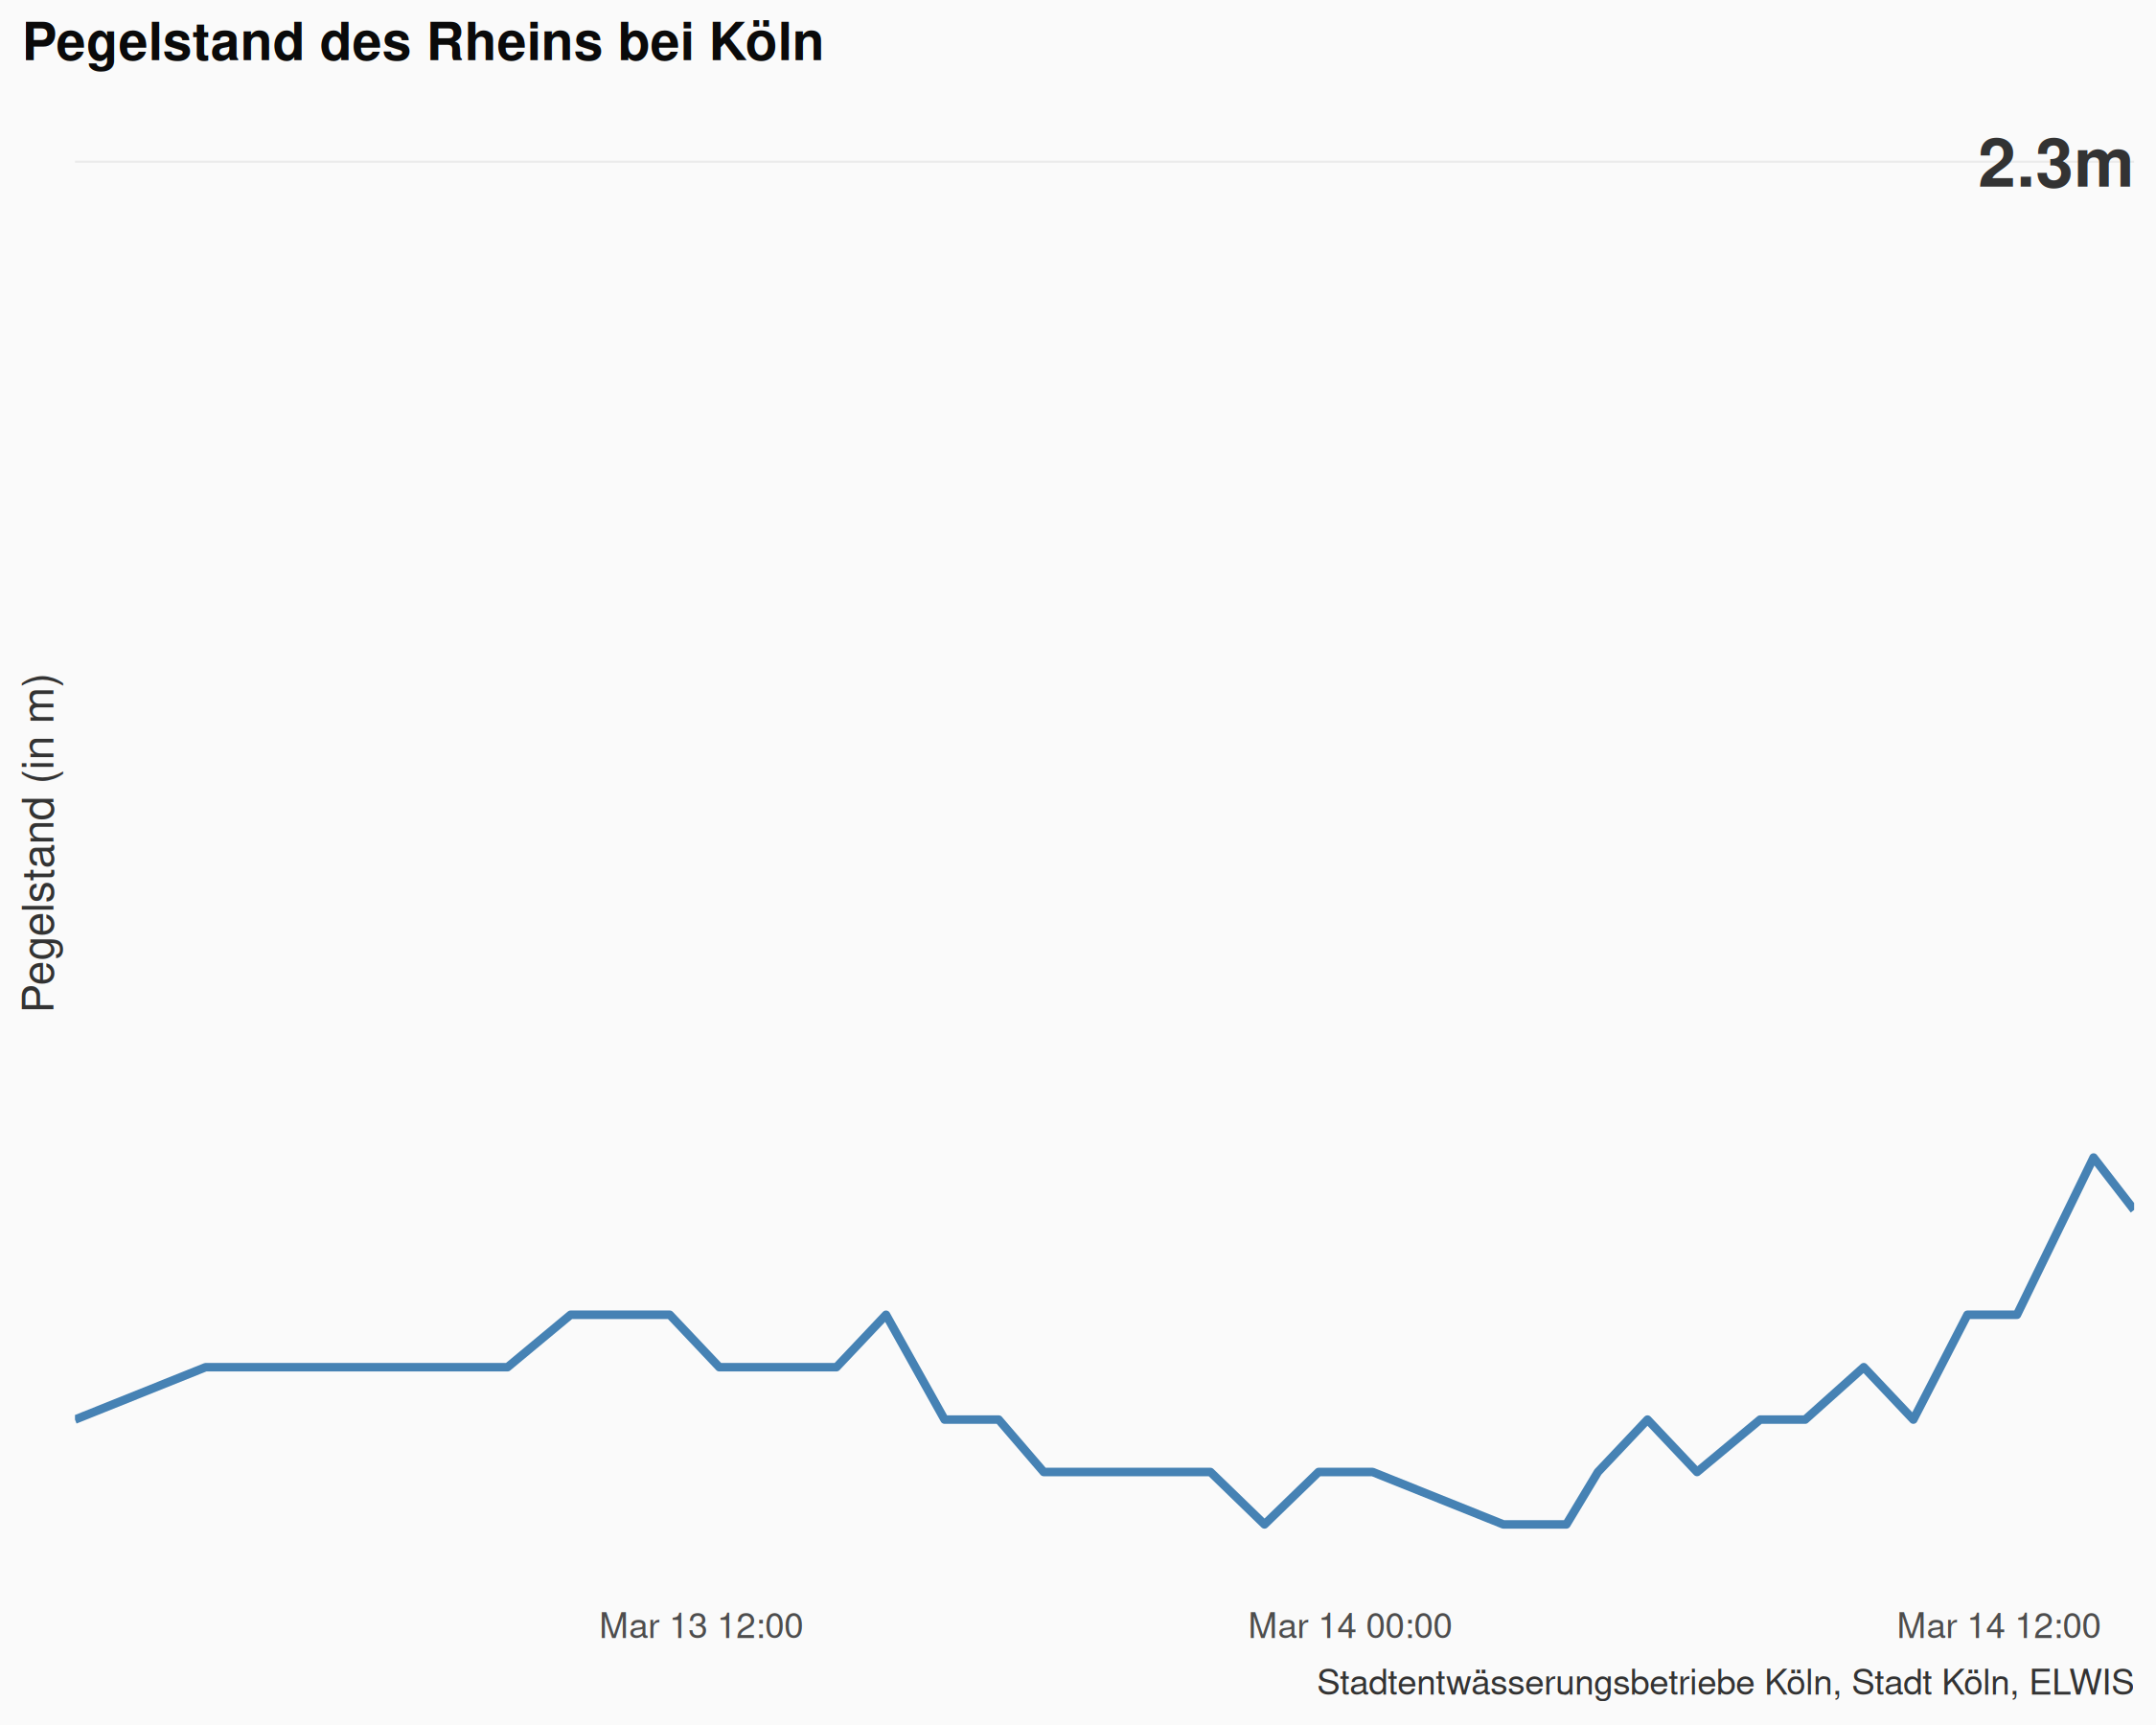 Pegelstand des Rheins bei Köln
2.3m
Pegelstand (in m)
Mar 13 12:00
Mar 14 00:00
Mar 14 12:00
Stadtentwässerungsbetriebe Köln, Stadt Köln, ELWIS